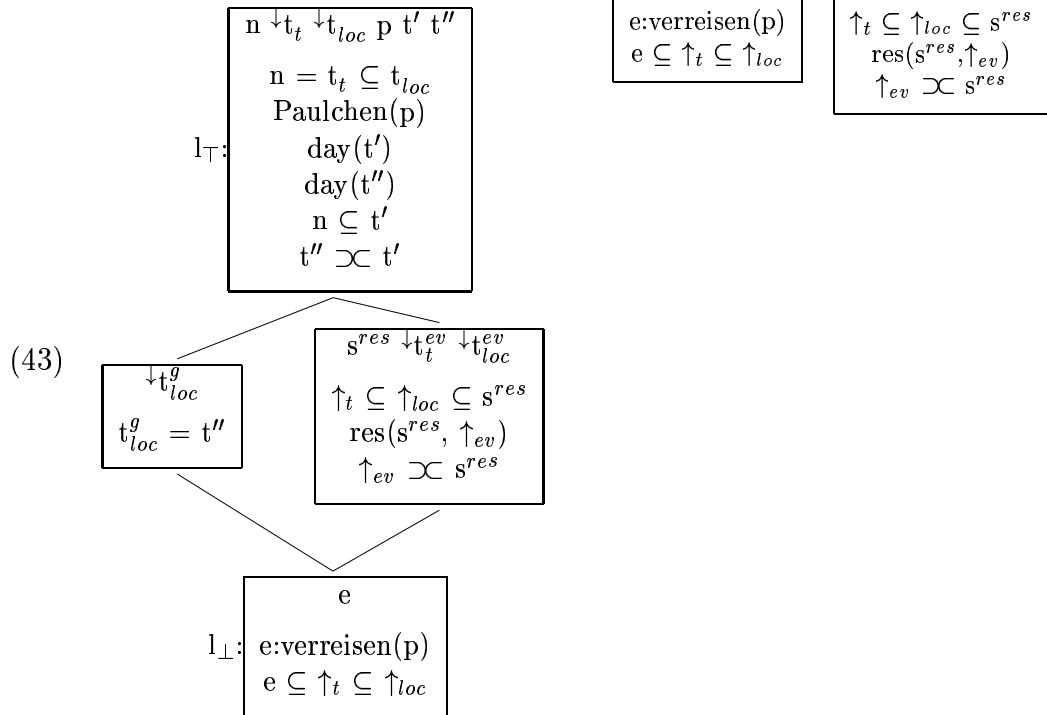 n ↓t_t ↓t_loc p t′ t″
n = t_t ⊆ t_loc
Paulchen(p)
l_⊤: day(t′)
day(t″)
n ⊆ t′
t″ ⊃⊂ t′
e:verreisen(p)
e ⊆ ↑_t ⊆ ↑_loc
↑_t ⊆ ↑_loc ⊆ s^res
res(s^res,↑_ev)
↑_ev ⊃⊂ s^res
(43)
↓t^g_loc
t^g_loc = t″
s^res ↓t^ev_t ↓t^ev_loc
↑_t ⊆ ↑_loc ⊆ s^res
res(s^res, ↑_ev)
↑_ev ⊃⊂ s^res
e
l_⊥: e:verreisen(p)
e ⊆ ↑_t ⊆ ↑_loc